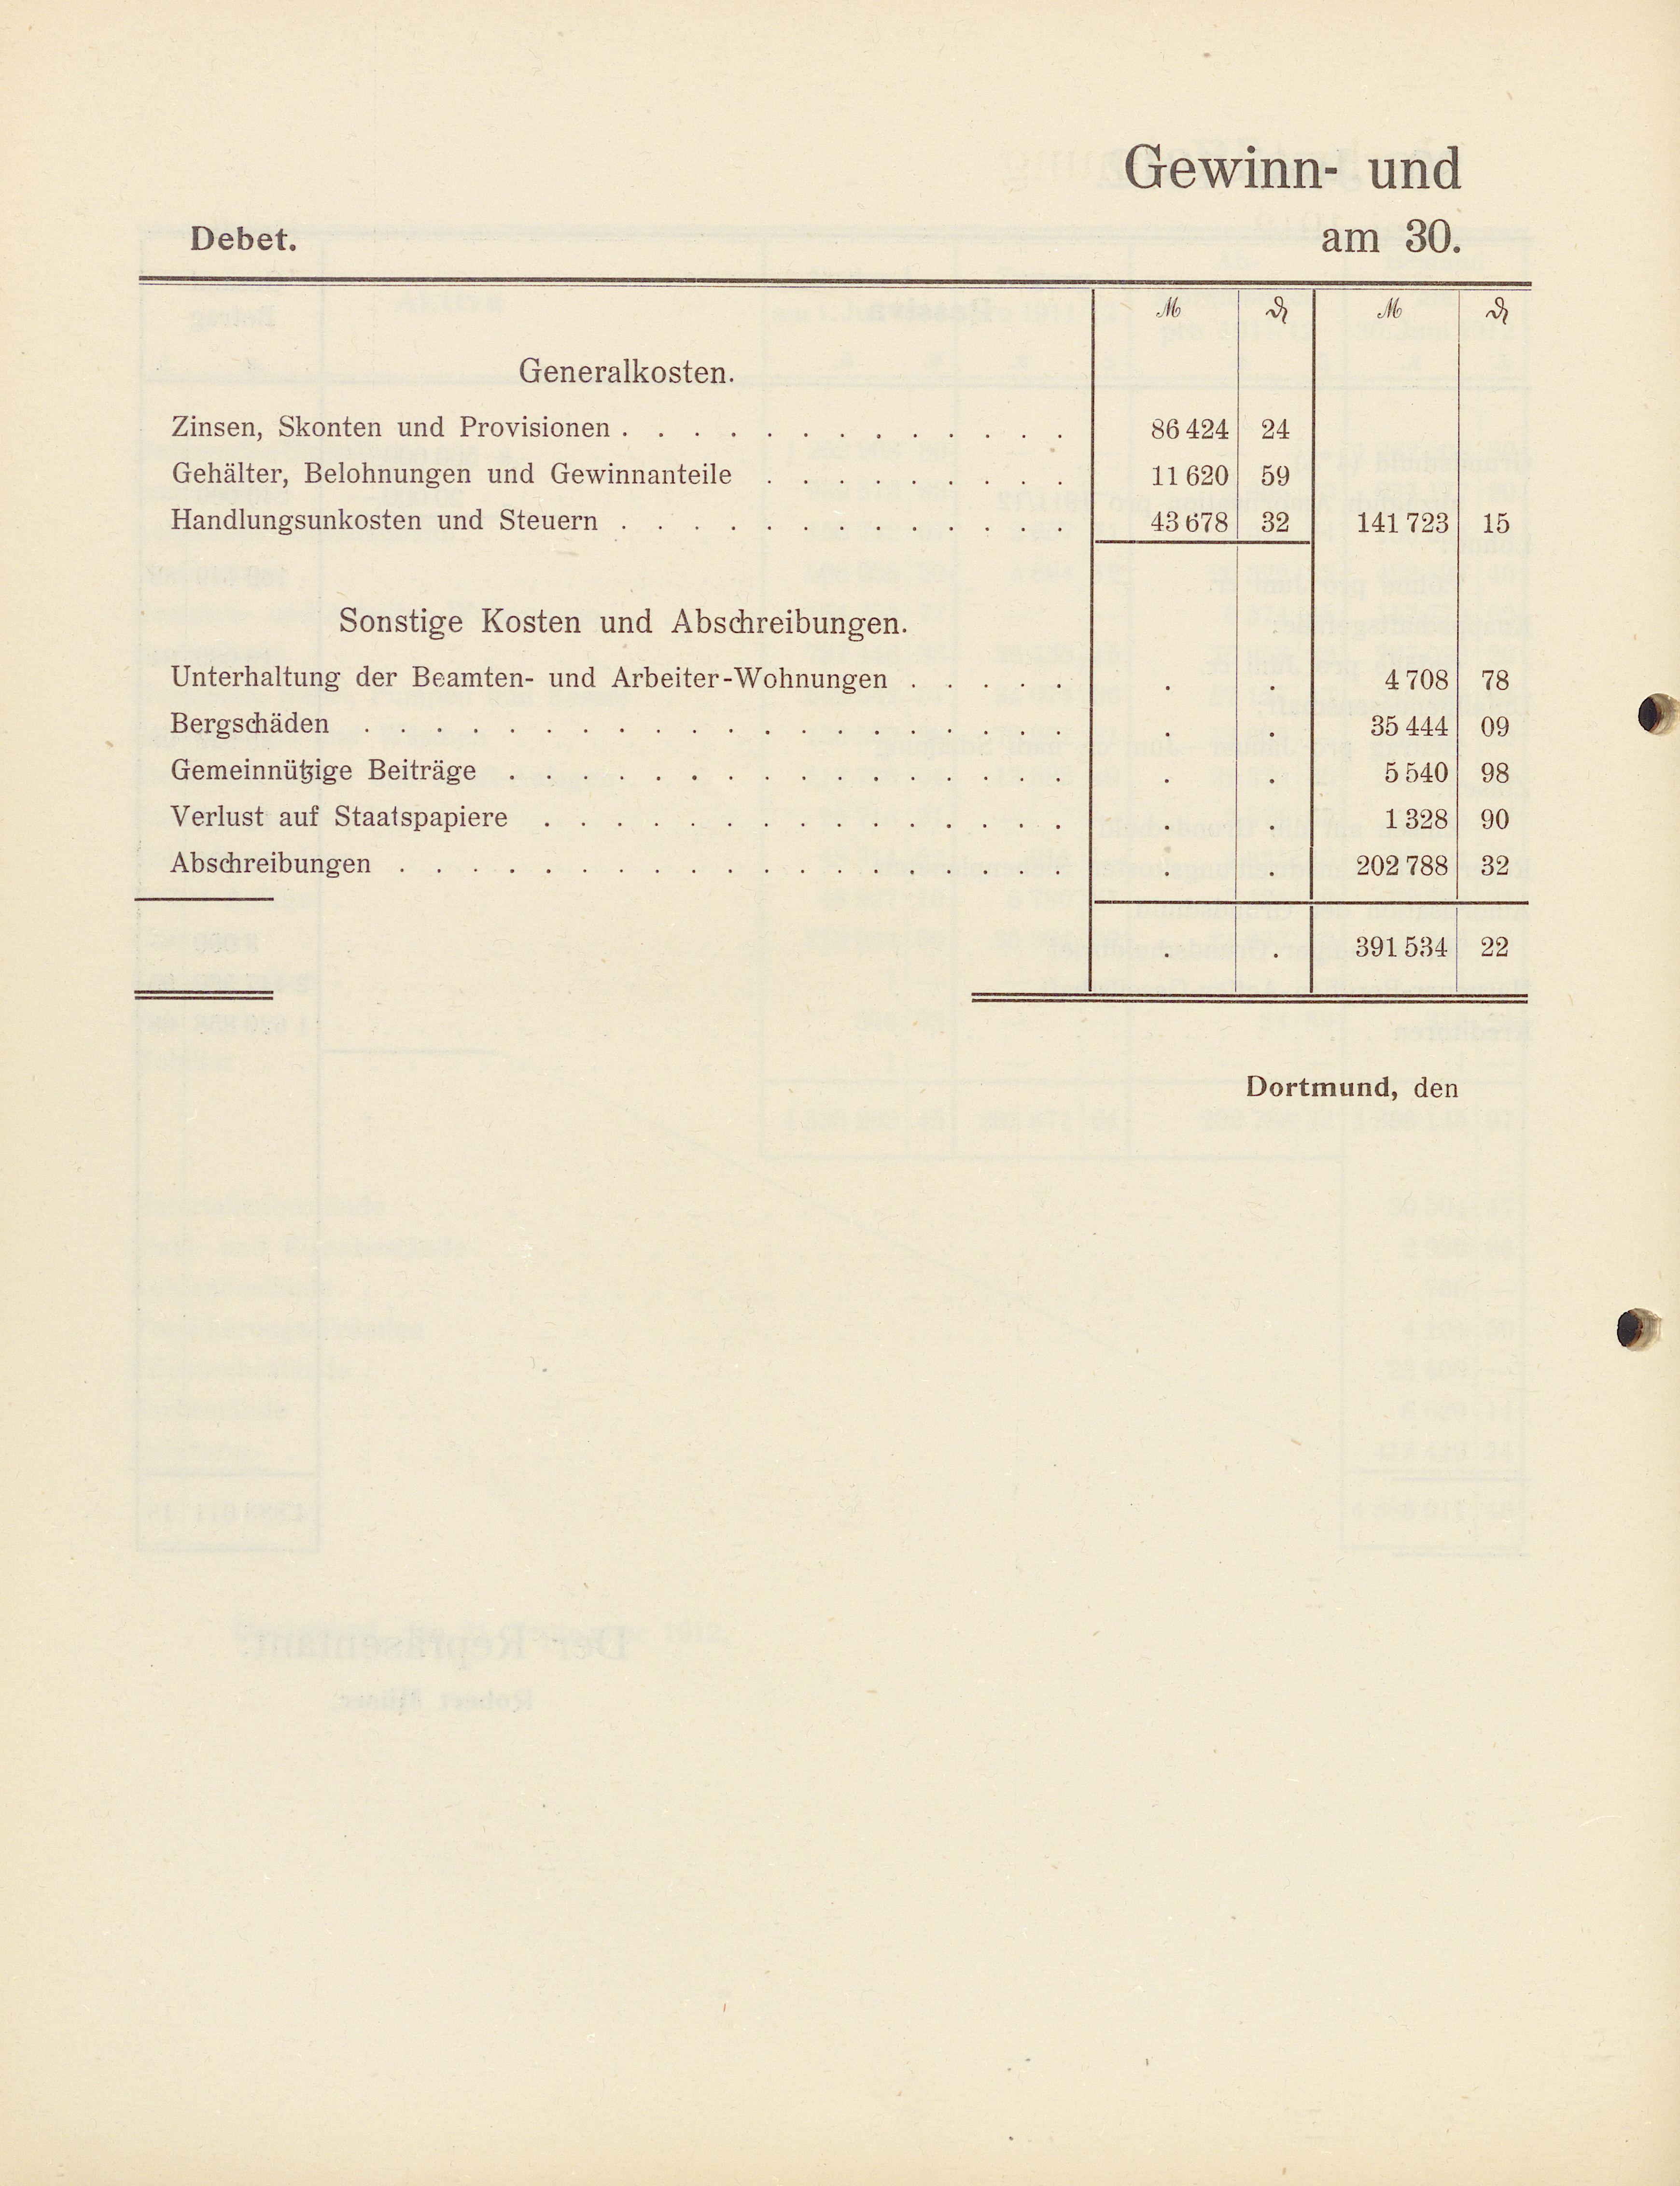 Gewinn- und
Debet. am 30.
ℳ ₰ ℳ ₰
Generalkosten.
Zinsen, Skonten und Provisionen . . . . . . . . . . . . . 86 424 24
Gehälter, Belohnungen und Gewinnanteile . . . . . . . . . 11 620 59
Handlungsunkosten und Steuern . . . . . . . . . . . . . 43 678 32 141 723 15
Sonstige Kosten und Abschreibungen.
Unterhaltung der Beamten- und Arbeiter-Wohnungen . . . . . . . 4 708 78
Bergschäden . . . . . . . . . . . . . . . . . . . . . . 35 444 09
Gemeinnützige Beiträge . . . . . . . . . . . . . . . . . . 5 540 98
Verlust auf Staatspapiere . . . . . . . . . . . . . . . . . 1 328 90
Abschreibungen . . . . . . . . . . . . . . . . . . . . . 202 788 32
. . 391 534 22
Dortmund, den